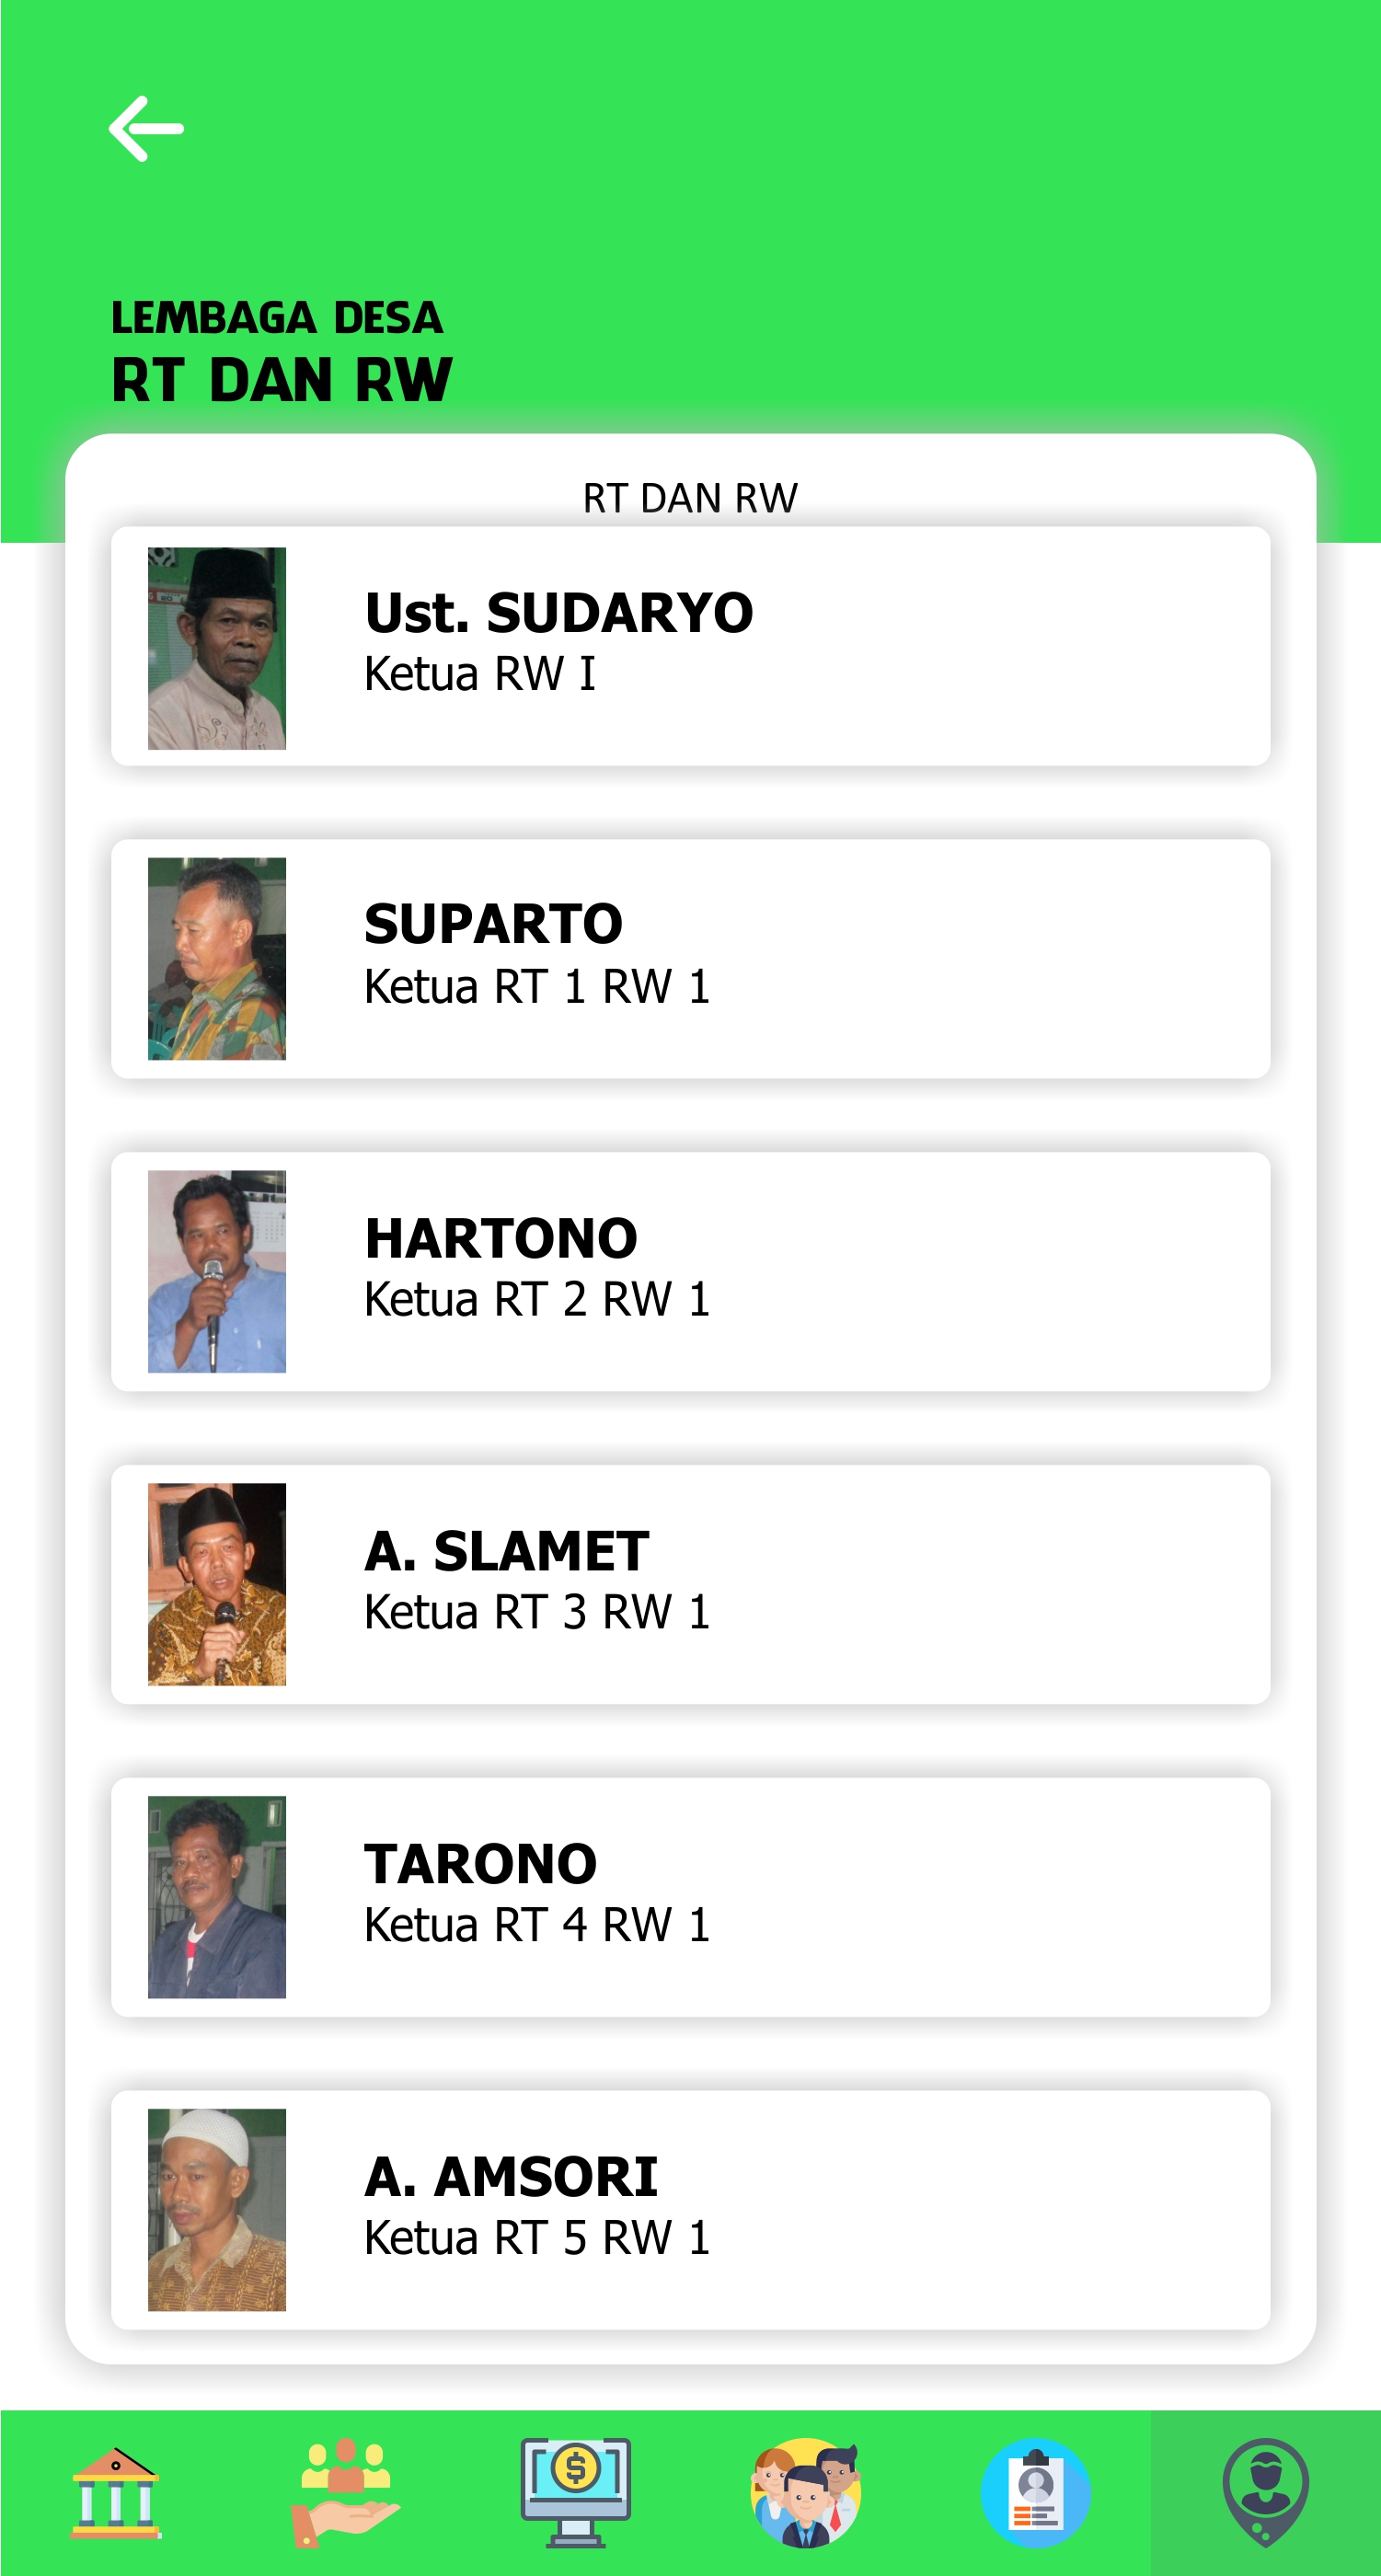 LEMBAGA DESA
RT DAN RW
RT DAN RW
Ust. SUDARYO
Ketua RW I
SUPARTO
Ketua RT 1 RW 1
HARTONO
Ketua RT 2 RW 1
A. SLAMET
Ketua RT 3 RW 1
TARONO
Ketua RT 4 RW 1
A. AMSORI
Ketua RT 5 RW 1
$